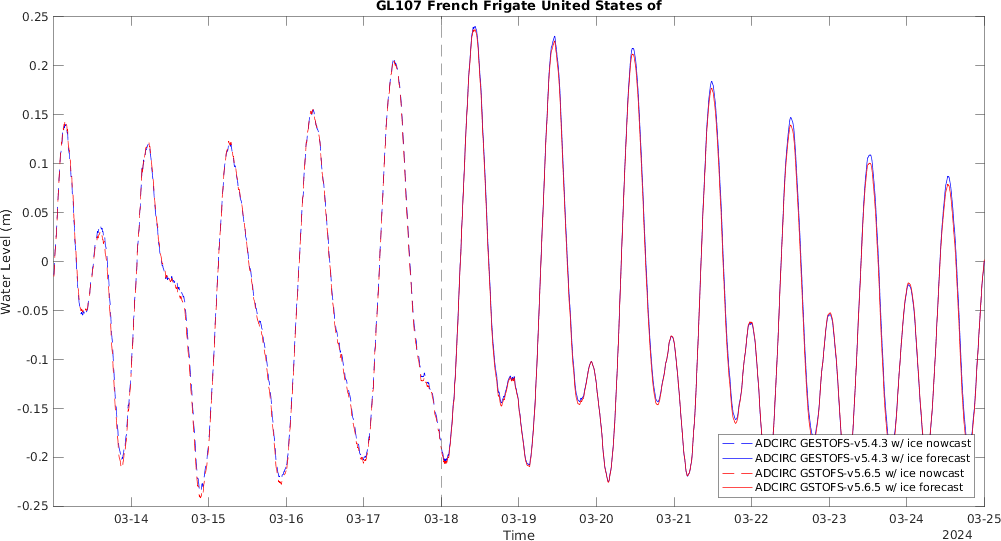 GL107 French Frigate United States of
0.25
0.2
0.15
0.1
0.05
0
-0.05
-0.1
-0.15
-0.2
-0.25
Water Level (m)
ADCIRC GESTOFS-v5.4.3 w/ ice nowcast
ADCIRC GESTOFS-v5.4.3 w/ ice forecast
ADCIRC GSTOFS-v5.6.5 w/ ice nowcast
ADCIRC GSTOFS-v5.6.5 w/ ice forecast
03-14 03-15 03-16 03-17 03-18 03-19 03-20 03-21 03-22 03-23 03-24 03-25
Time
2024